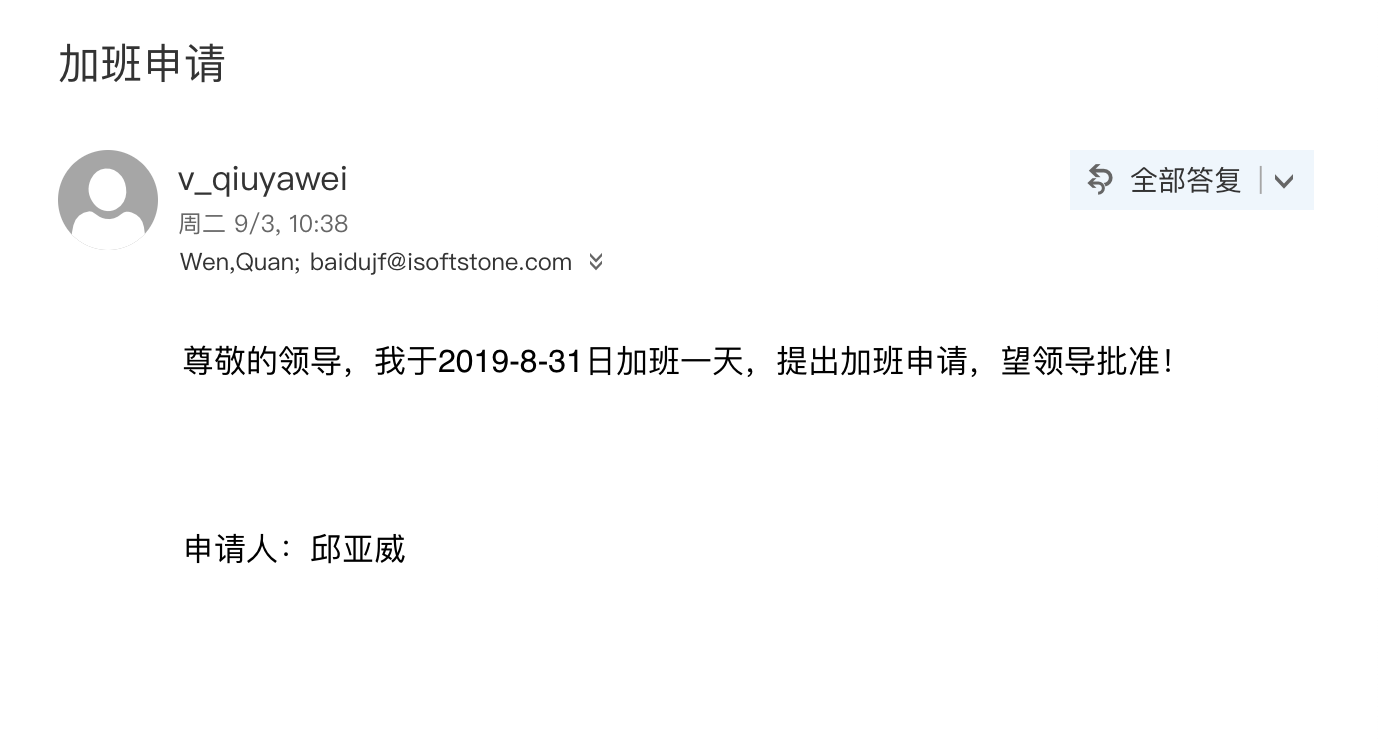 加班申请
v_qiuyawei
全部答复
周二 9/3, 10:38
Wen,Quan; baidujf@isoftstone.com
尊敬的领导，我于2019-8-31日加班一天，提出加班申请，望领导批准！
申请人：邱亚威